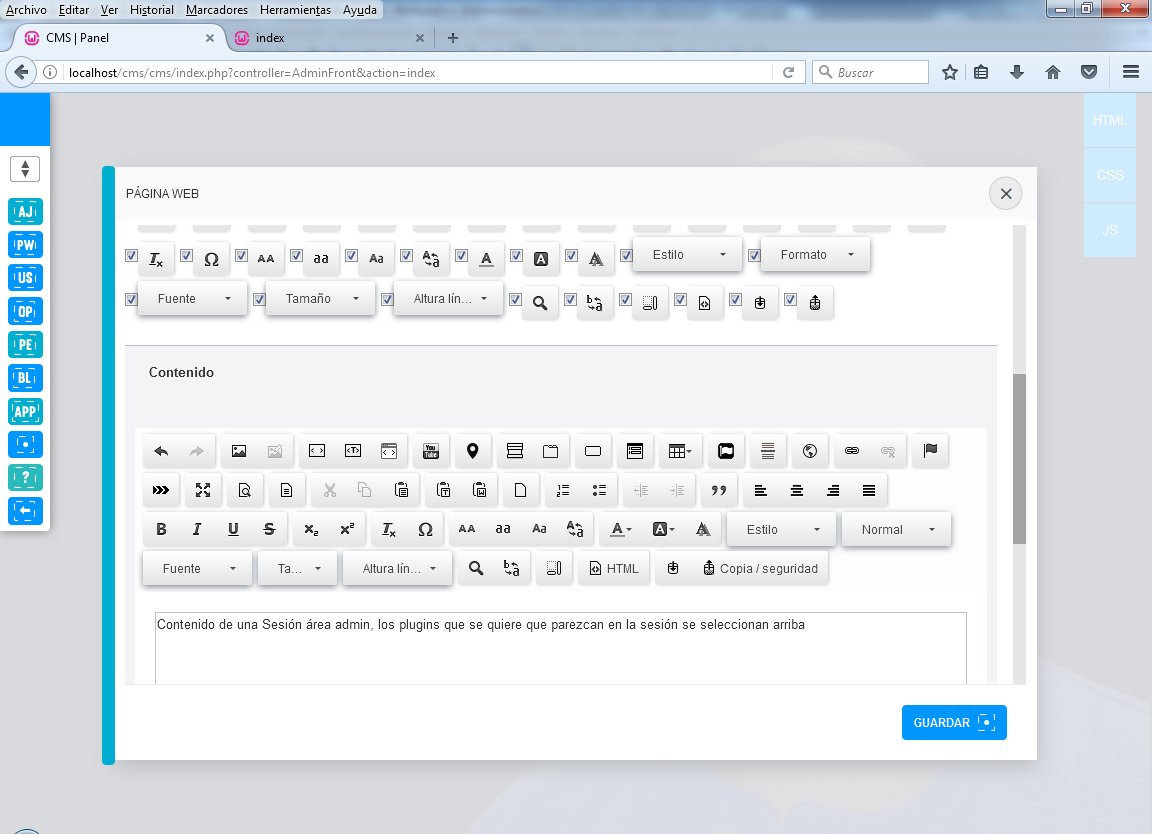 Archivo Editar Ver Historial Marcadores Herramientas Ayuda
CMS | Panel
index
localhost/cms/cms/index.php?controller=AdminFront&action=index
Buscar
HTML
CSS
JS
AJ
PW
US
OP
PE
BL
APP
?
PÁGINA WEB
Estilo
Formato
Fuente
Tamaño
Altura lín...
Contenido
You Tube
B I U S
Estilo
Normal
Fuente
Ta...
Altura lín...
HTML
Copia / seguridad
Contenido de una Sesión área admin, los plugins que se quiere que parezcan en la sesión se seleccionan arriba
GUARDAR